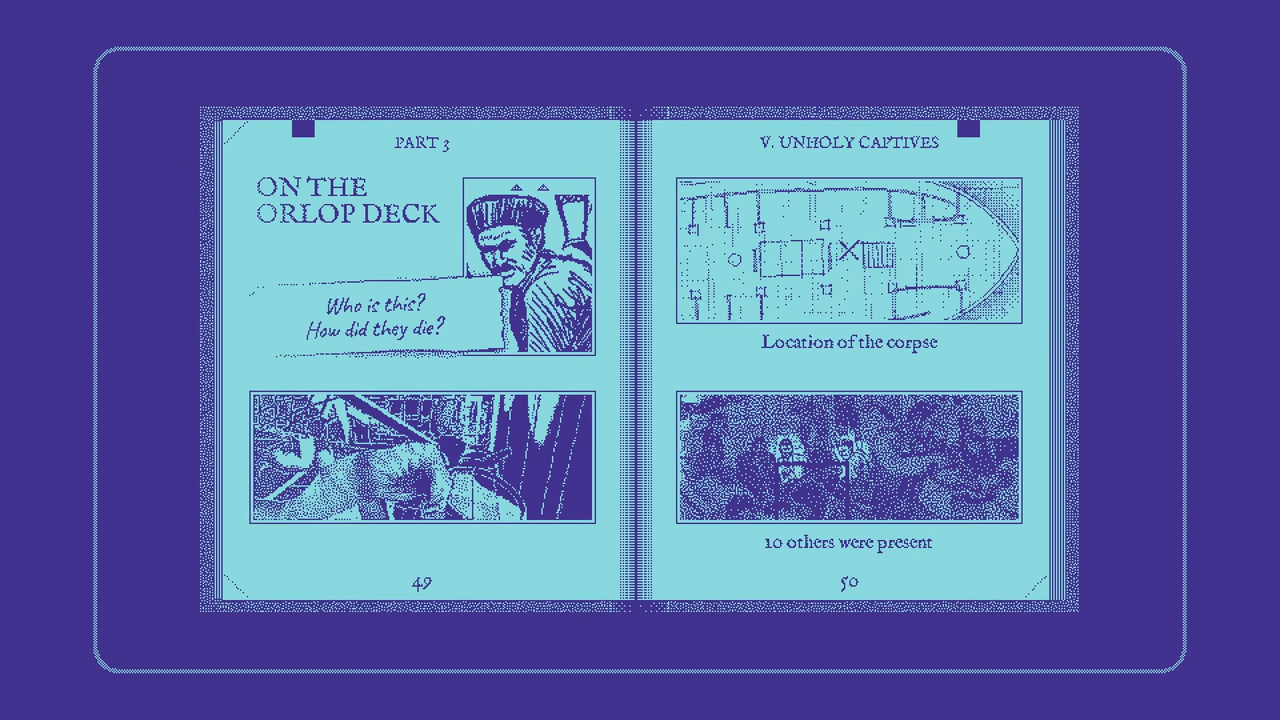 PART 3
ON THE
ORLOP DECK
Who is this?
How did they die?
49
V. UNHOLY CAPTIVES
Location of the corpse
10 others were present
50